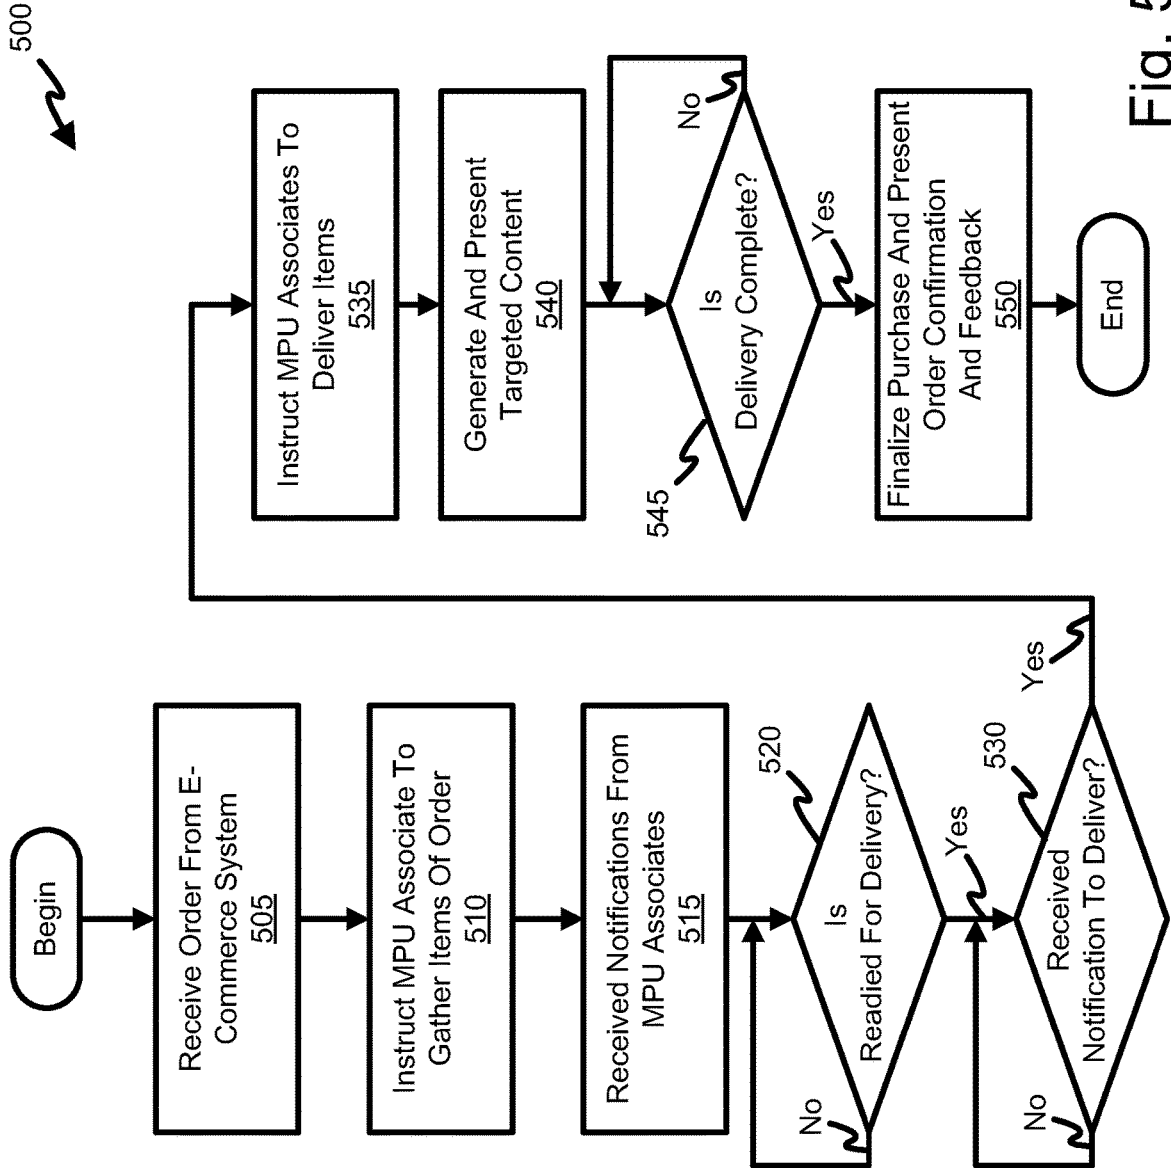 500
Begin
Receive Order From E-
Commerce System
505
Instruct MPU Associate To
Gather Items Of Order
510
Received Notifications From
MPU Associates
515
520
Is
Readied For Delivery?
No
Yes
530
Received
Notification To Deliver?
No
Yes
Instruct MPU Associates To
Deliver Items
535
Generate And Present
Targeted Content
540
545
Is
Delivery Complete?
No
Yes
Finalize Purchase And Present
Order Confirmation
And Feedback
550
End
Fig. 5